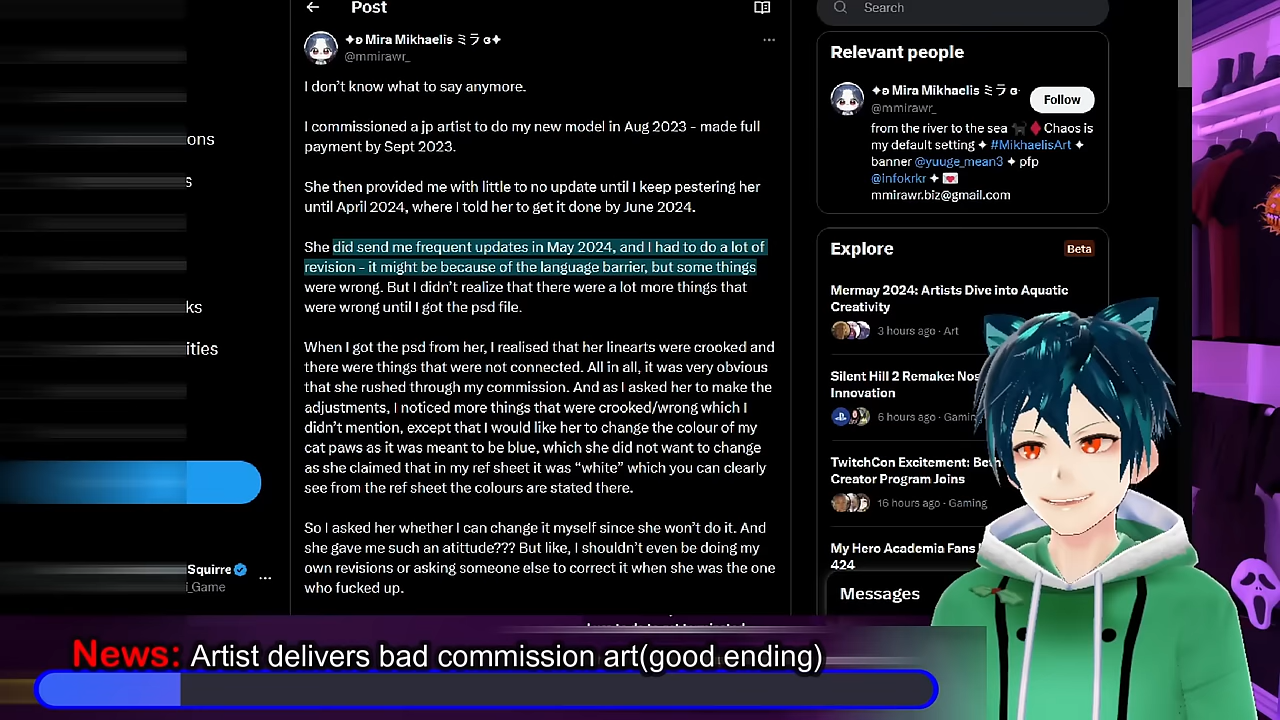 Post
Search
✦ʚ Mira Mikhaelis ミラ ɞ✦
@mmirawr_
I don't know what to say anymore.
I commissioned a jp artist to do my new model in Aug 2023 - made full
payment by Sept 2023.
She then provided me with little to no update until I keep pestering her
until April 2024, where I told her to get it done by June 2024.
She did send me frequent updates in May 2024, and I had to do a lot of
revision - it might be because of the language barrier, but some things
were wrong. But I didn't realize that there were a lot more things that
were wrong until I got the psd file.
When I got the psd from her, I realised that her linearts were crooked and
there were things that were not connected. All in all, it was very obvious
that she rushed through my commission. And as I asked her to make the
adjustments, I noticed more things that were crooked/wrong which I
didn't mention, except that I would like her to change the colour of my
cat paws as it was meant to be blue, which she did not want to change
as she claimed that in my ref sheet it was "white" which you can clearly
see from the ref sheet the colours are stated there.
So I asked her whether I can change it myself since she won't do it. And
she gave me such an atittude??? But like, I shouldn't even be doing my
own revisions or asking someone else to correct it when she was the one
who fucked up.
Relevant people
✦ʚ Mira Mikhaelis ミラ ɞ
@mmirawr_
Follow
from the river to the sea 🐈‍⬛♦️Chaos is
my default setting ✦ #MikhaelisArt ✦
banner @yuuge_mean3 ✦ pfp
@infokrkr ✦ 💌
mmirawr.biz@gmail.com
Explore
Beta
Mermay 2024: Artists Dive into Aquatic
Creativity
3 hours ago · Art
Silent Hill 2 Remake:
Innovation
6 hours ago ·
TwitchCon Excitement:
Creator Program Joins
16 hours ago · Gaming
My Hero Academia Fans
424
Messages
ons
s
ks
ities
Squirre
_Game
News: Artist delivers bad commission art(good ending)